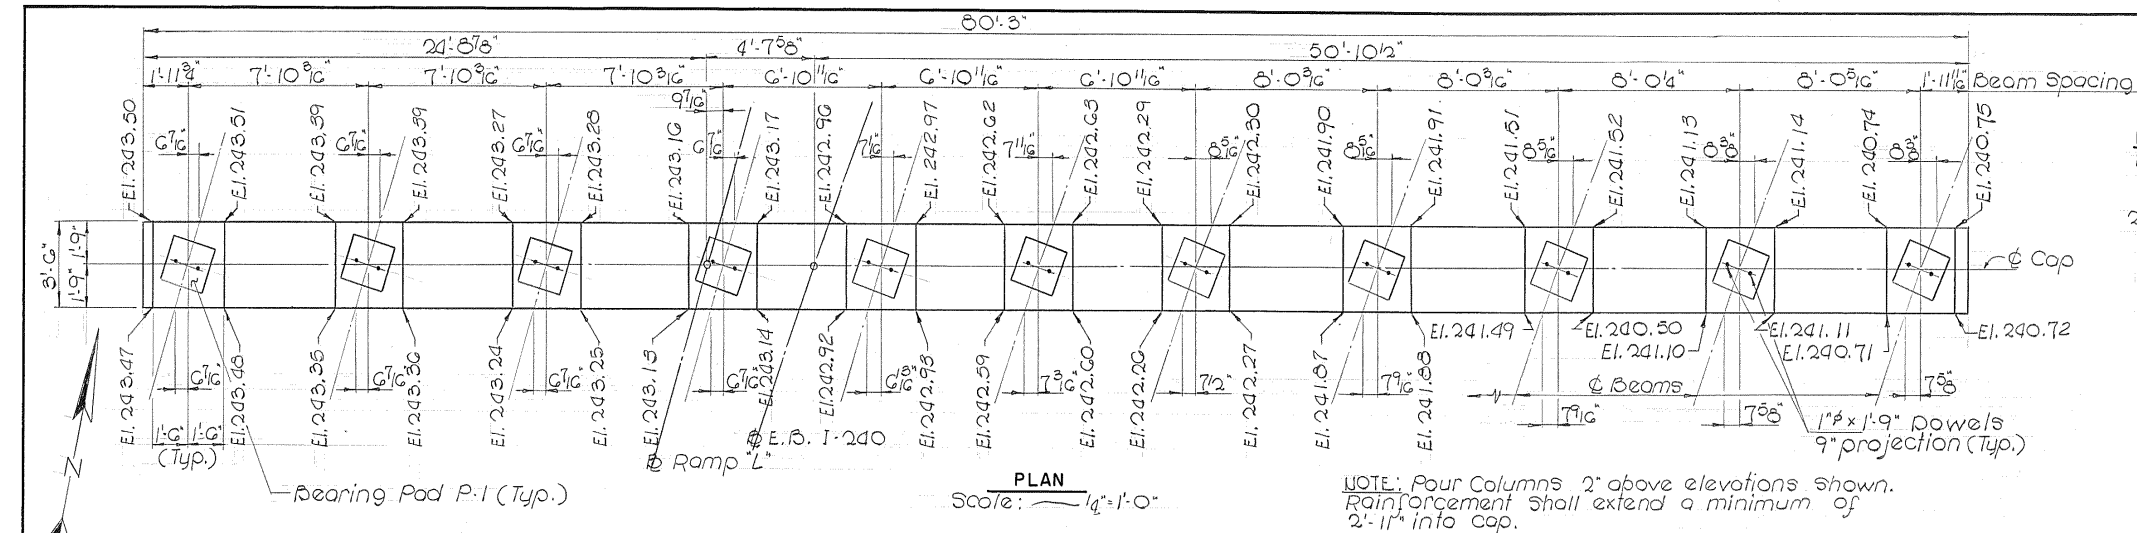 80'-3"
24'-8 7/8" 4'-7 5/8" 50'-10 1/2"
1'-11 3/4" 7'-10 3/16" 7'-10 3/16" 7'-10 3/16" 6'-10 11/16" 6'-10 11/16" 6'-10 11/16" 8'-0 3/16" 8'-0 3/16" 8'-0 1/4" 8'-0 5/16" 1'-11 11/16" Beam Spacing
9 7/16"
El. 243.50
El. 243.51
El. 243.39
El. 243.39
El. 243.27
El. 243.28
El. 243.16
El. 243.17
El. 242.96
El. 242.97
El. 242.62
El. 242.63
El. 242.29
El. 242.30
El. 241.90
El. 241.91
El. 241.51
El. 241.52
El. 241.13
El. 241.14
El. 240.74
El. 240.75
6 7/16" 6 7/16" 6 7/16" 6 7/16" 7 1/16" 7 11/16" 8 5/16" 8 5/16" 8 5/16" 8 3/8" 8 3/8"
3'-6"
1'-9"
1'-9"
℄ Cap
El. 243.47
El. 243.48
El. 243.35
El. 243.36
El. 243.24
El. 243.25
El. 243.13
El. 243.14
El. 242.92
El. 242.93
El. 242.59
El. 242.60
El. 242.26
El. 242.27
El. 241.87
El. 241.88
El. 241.49
El. 240.50
El. 241.10
El. 241.11
El. 240.71
El. 240.72
6 7/16" 6 7/16" 6 7/16" 6 7/16" 6 13/16" 7 3/16" 7 1/2" 7 9/16" 7 9/16" 7 5/8" 7 5/8"
℄ Beams
1'-6" 1'-6"
(Typ.)
N
Bearing Pad P-1 (Typ.)
Ramp "L"
E.B. I-240
1"ϕ x 1'-9" Dowels
9" projection (Typ.)
PLAN
Scale: 1/4"=1'-0"
NOTE: Pour Columns 2" above elevations shown.
Rainforcement shall extend a minimum of
2'-11" into cap.
2